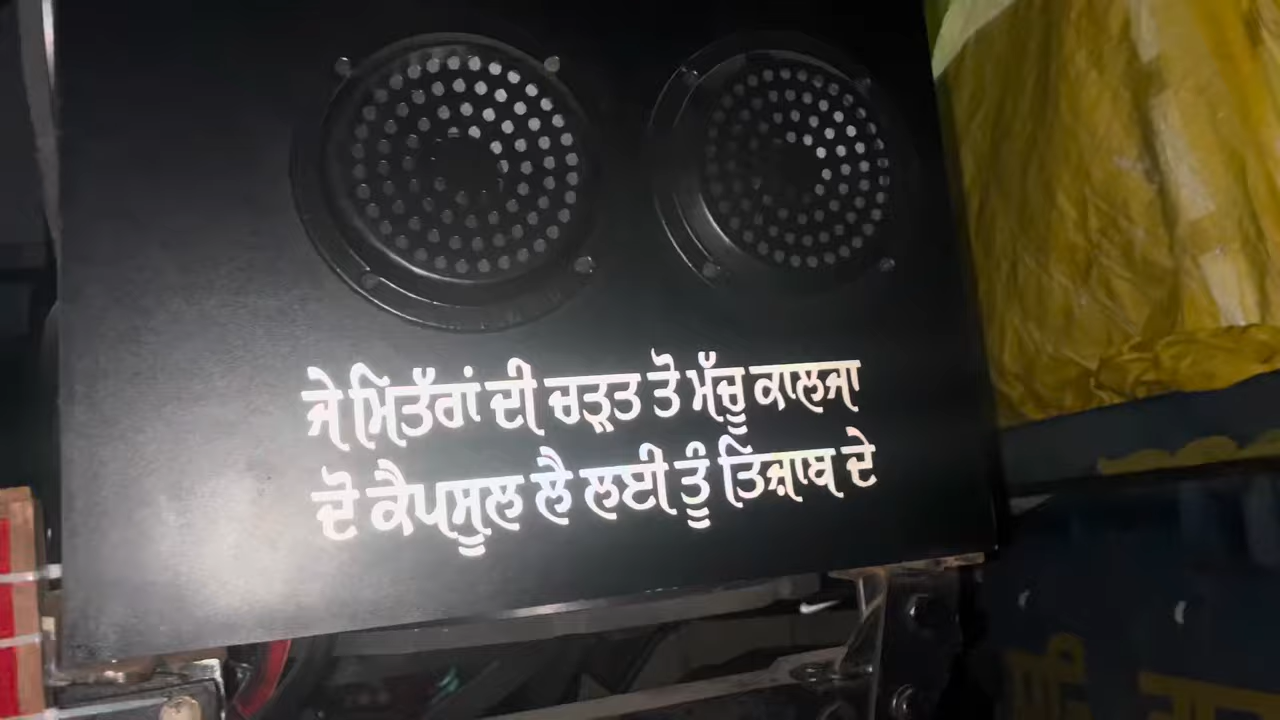 ਜੇ ਮਿੱਤਰਾਂ ਦੀ ਚੜ੍ਹਤ ਤੋ ਮੱਚੂ ਕਾਲਜਾ
ਦੋ ਕੈਪਸੂਲ ਲੈ ਲਈ ਤੂੰ ਤਿਜ਼ਾਬ ਦੇ